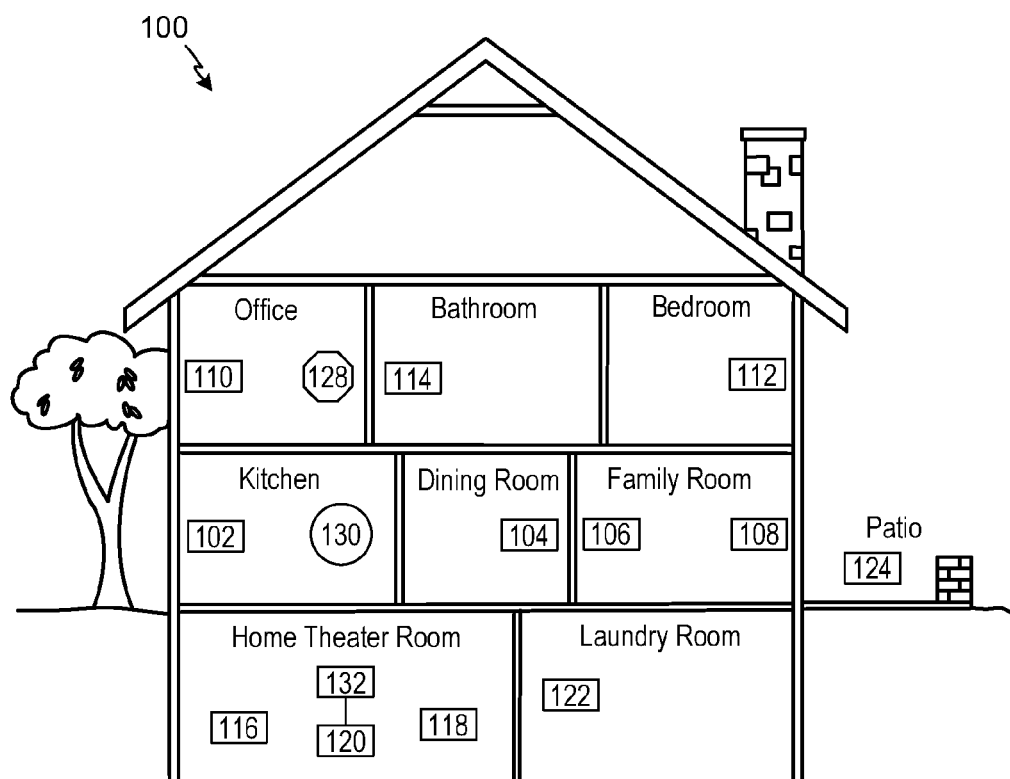 100
Office
Bathroom
Bedroom
110
128
114
112
Kitchen
Dining Room
Family Room
102
130
104
106
108
Patio
124
Home Theater Room
Laundry Room
132
122
116
120
118